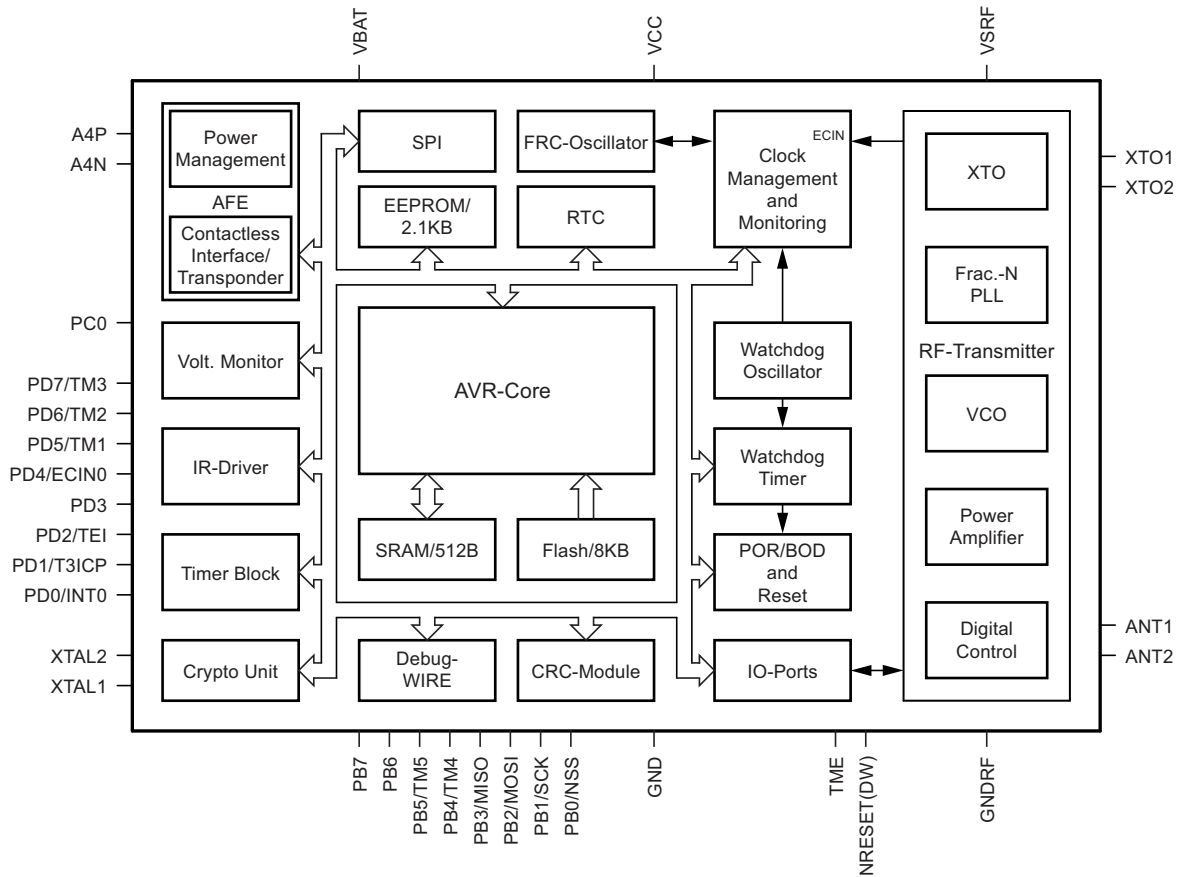 VBAT
VCC
VSRF
A4P
A4N
PC0
PD7/TM3
PD6/TM2
PD5/TM1
PD4/ECIN0
PD3
PD2/TEI
PD1/T3ICP
PD0/INT0
XTAL2
XTAL1
Power
Management
AFE
Contactless
Interface/
Transponder
Volt. Monitor
IR-Driver
Timer Block
Crypto Unit
SPI
EEPROM/
2.1KB
FRC-Oscillator
RTC
AVR-Core
SRAM/512B
Flash/8KB
Debug-
WIRE
CRC-Module
ECIN
Clock
Management
and
Monitoring
Watchdog
Oscillator
Watchdog
Timer
POR/BOD
and
Reset
IO-Ports
XTO
Frac.-N
PLL
RF-Transmitter
VCO
Power
Amplifier
Digital
Control
XTO1
XTO2
ANT1
ANT2
PB7
PB6
PB5/TM5
PB4/TM4
PB3/MISO
PB2/MOSI
PB1/SCK
PB0/NSS
GND
TME
NRESET(DW)
GNDRF